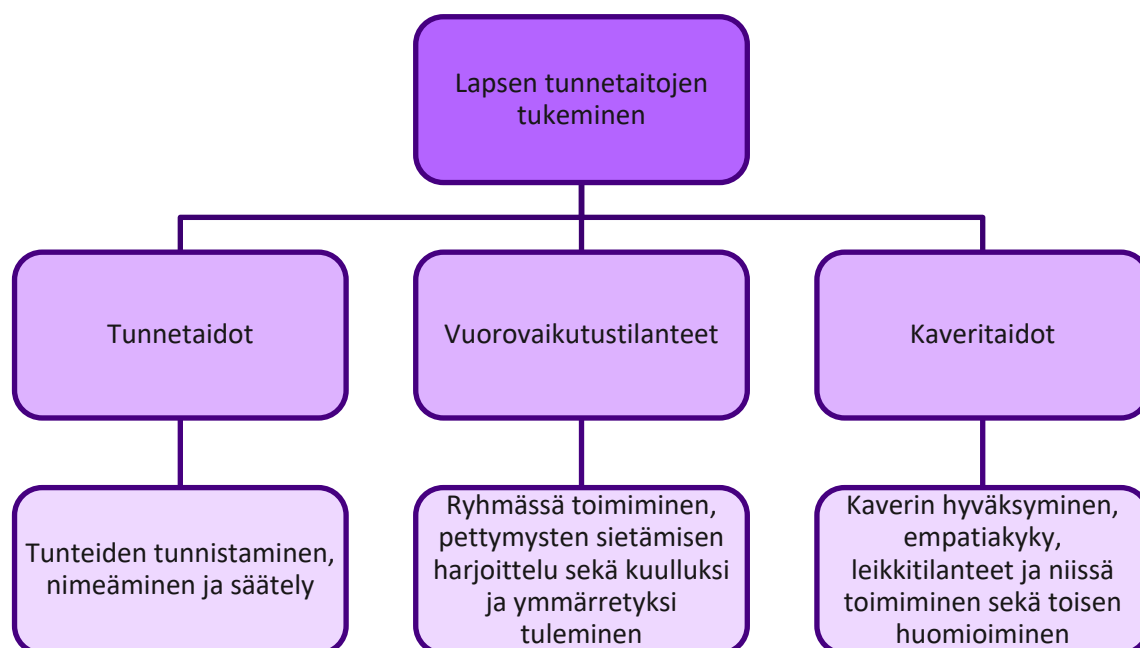 Lapsen tunnetaitojen
tukeminen
Tunnetaidot
Vuorovaikutustilanteet
Kaveritaidot
Tunteiden tunnistaminen,
nimeäminen ja säätely
Ryhmässä toimiminen,
pettymysten sietämisen
harjoittelu sekä kuulluksi
ja ymmärretyksi
tuleminen
Kaverin hyväksyminen,
empatiakyky,
leikkitilanteet ja niissä
toimiminen sekä toisen
huomioiminen